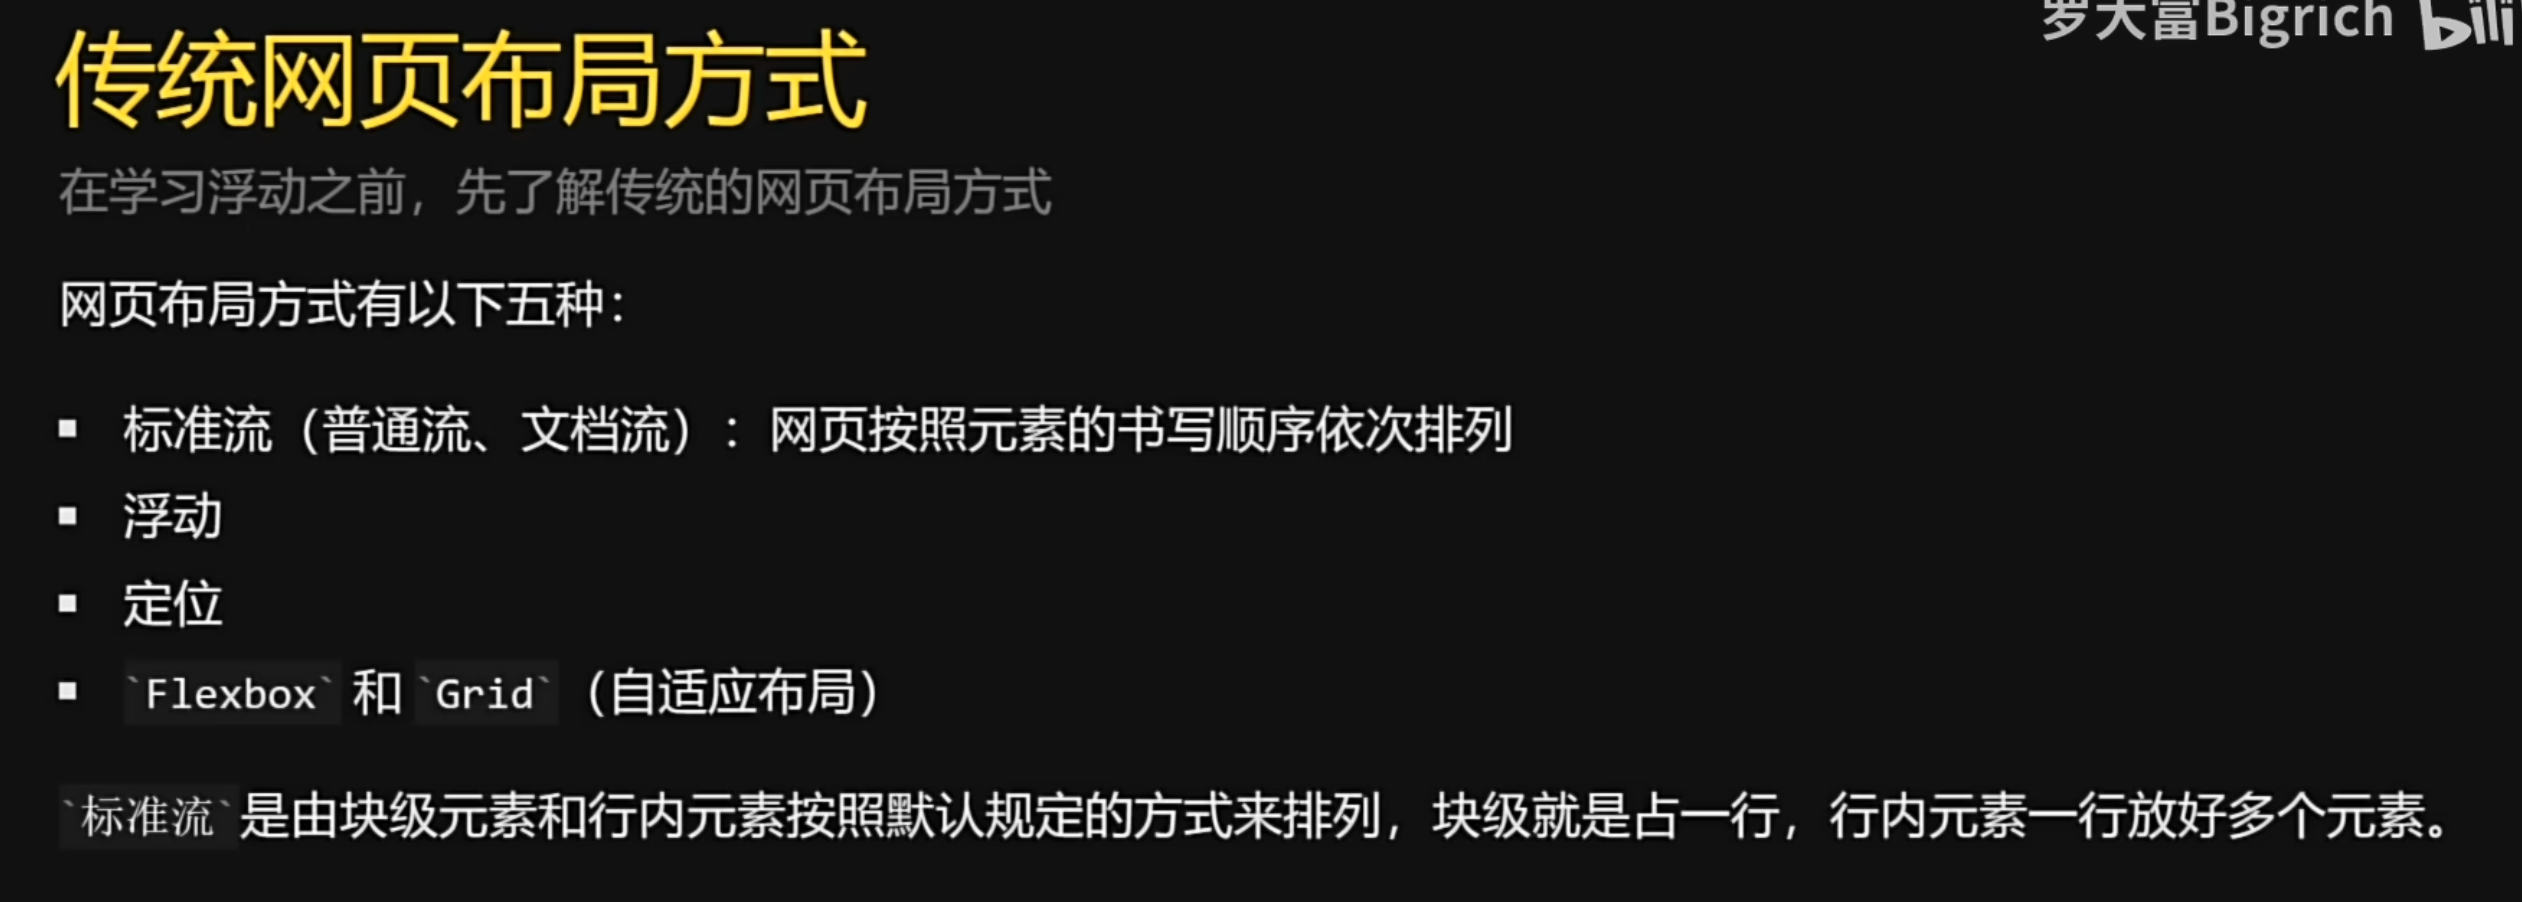 罗大富Bigrich bili
传统网页布局方式
在学习浮动之前，先了解传统的网页布局方式
网页布局方式有以下五种：
▪ 标准流（普通流、文档流）：网页按照元素的书写顺序依次排列
▪ 浮动
▪ 定位
▪ `Flexbox` 和 `Grid`（自适应布局）
`标准流`是由块级元素和行内元素按照默认规定的方式来排列，块级就是占一行，行内元素一行放好多个元素。